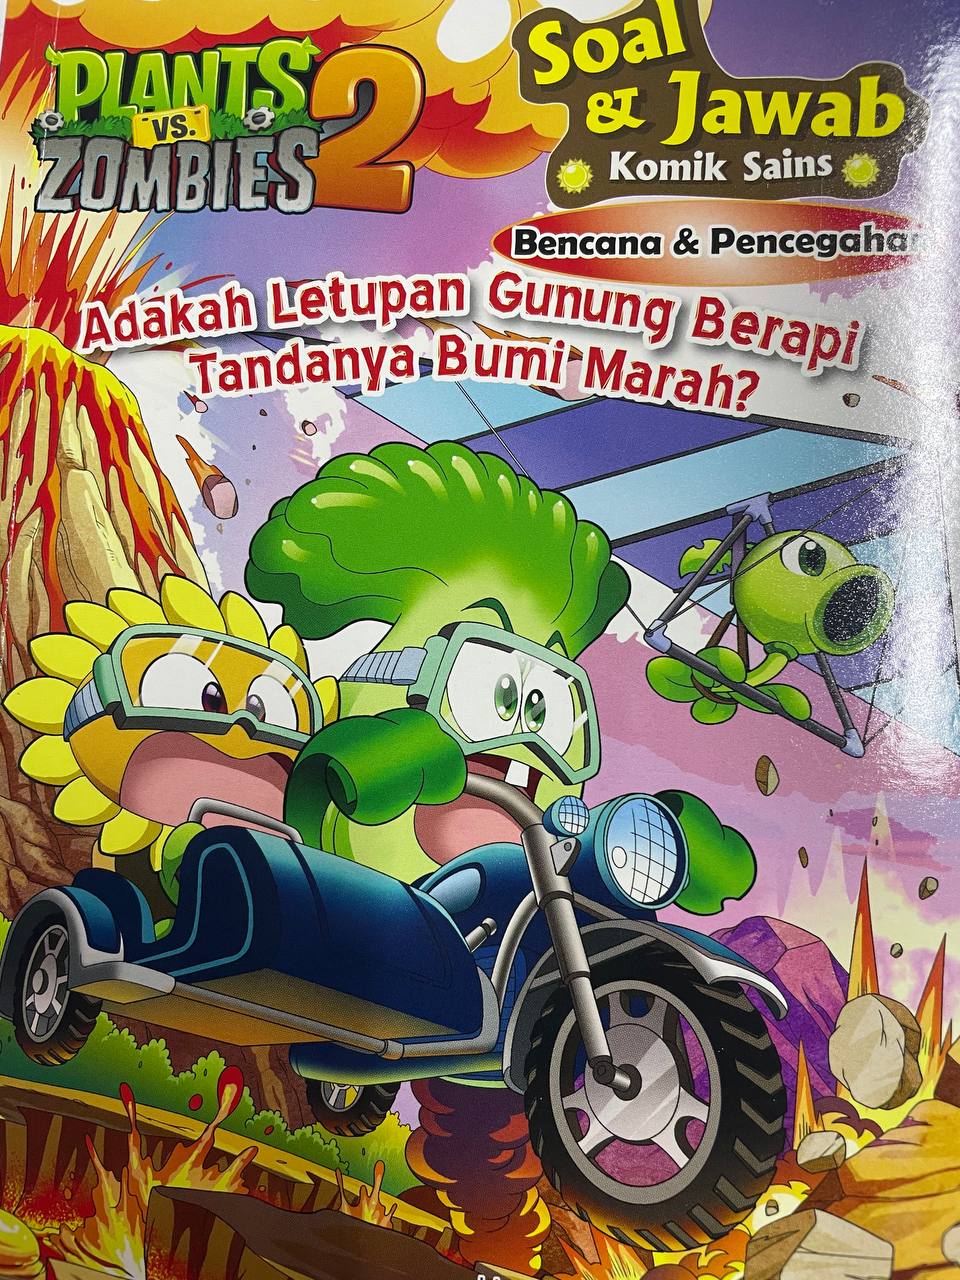 PLANTS
VS.
ZOMBIES 2
Soal
& Jawab
Komik Sains
Bencana & Pencegahan
Adakah Letupan Gunung Berapi
Tandanya Bumi Marah?